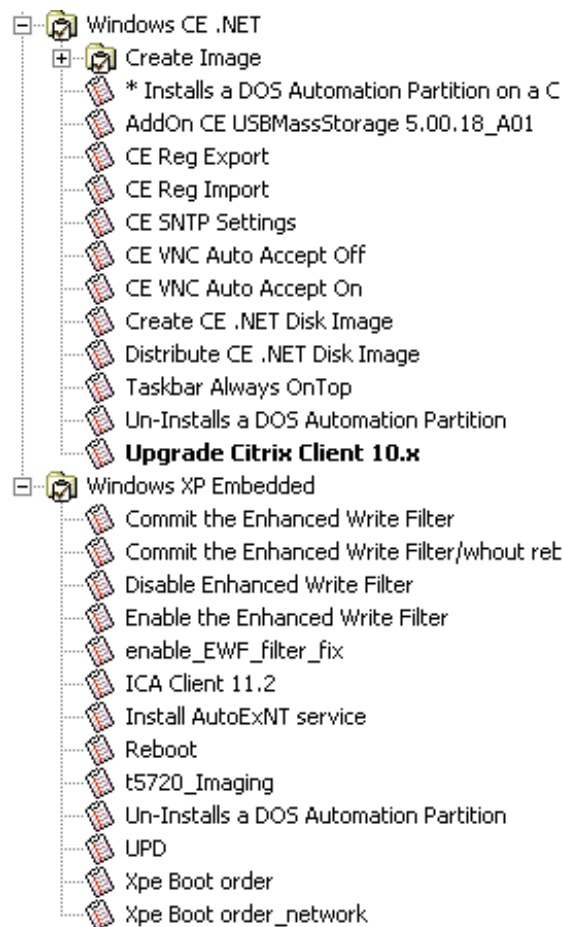 Windows CE .NET
Create Image
* Installs a DOS Automation Partition on a C
AddOn CE USBMassStorage 5.00.18_A01
CE Reg Export
CE Reg Import
CE SNTP Settings
CE VNC Auto Accept Off
CE VNC Auto Accept On
Create CE .NET Disk Image
Distribute CE .NET Disk Image
Taskbar Always OnTop
Un-Installs a DOS Automation Partition
Upgrade Citrix Client 10.x
Windows XP Embedded
Commit the Enhanced Write Filter
Commit the Enhanced Write Filter/whout reb
Disable Enhanced Write Filter
Enable the Enhanced Write Filter
enable_EWF_filter_fix
ICA Client 11.2
Install AutoExNT service
Reboot
t5720_Imaging
Un-Installs a DOS Automation Partition
UPD
Xpe Boot order
Xpe Boot order_network